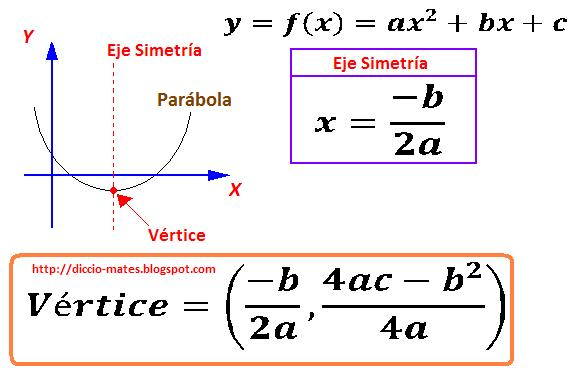 y = f(x) = ax² + bx + c
Y
Eje Simetría
Eje Simetría
x = -b/2a
Parábola
X
Vértice
http://diccio-mates.blogspot.com
Vértice = (-b/2a, 4ac - b²/4a)